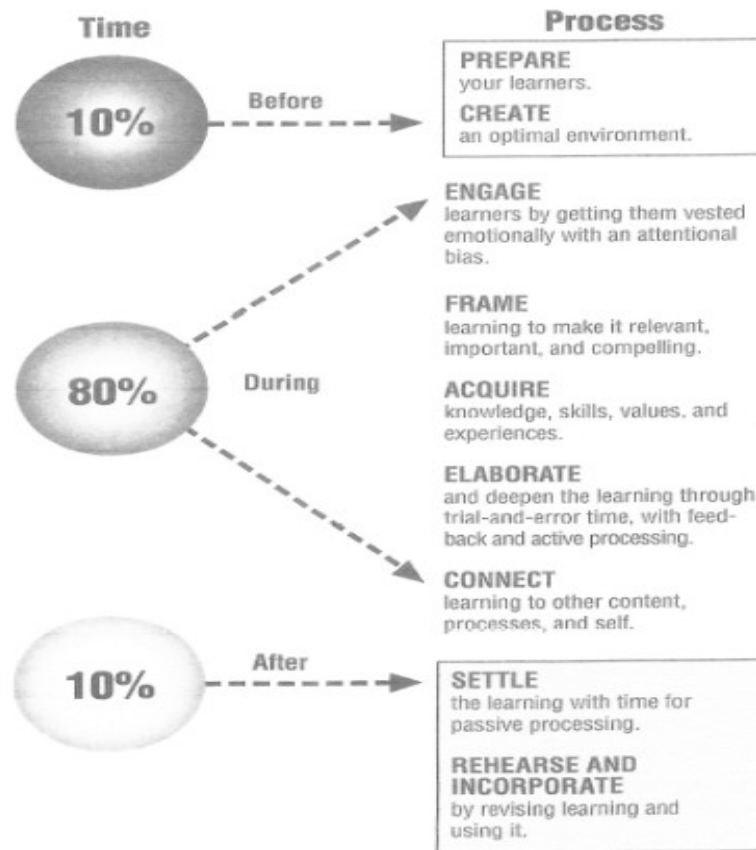 Time
Process
10%
Before
PREPARE
your learners.
CREATE
an optimal environment.
ENGAGE
learners by getting them vested
emotionally with an attentional
bias.
FRAME
learning to make it relevant,
important, and compelling.
80%
During
ACQUIRE
knowledge, skills, values, and
experiences.
ELABORATE
and deepen the learning through
trial-and-error time, with feed-
back and active processing.
CONNECT
learning to other content,
processes, and self.
10%
After
SETTLE
the learning with time for
passive processing.
REHEARSE AND
INCORPORATE
by revising learning and
using it.